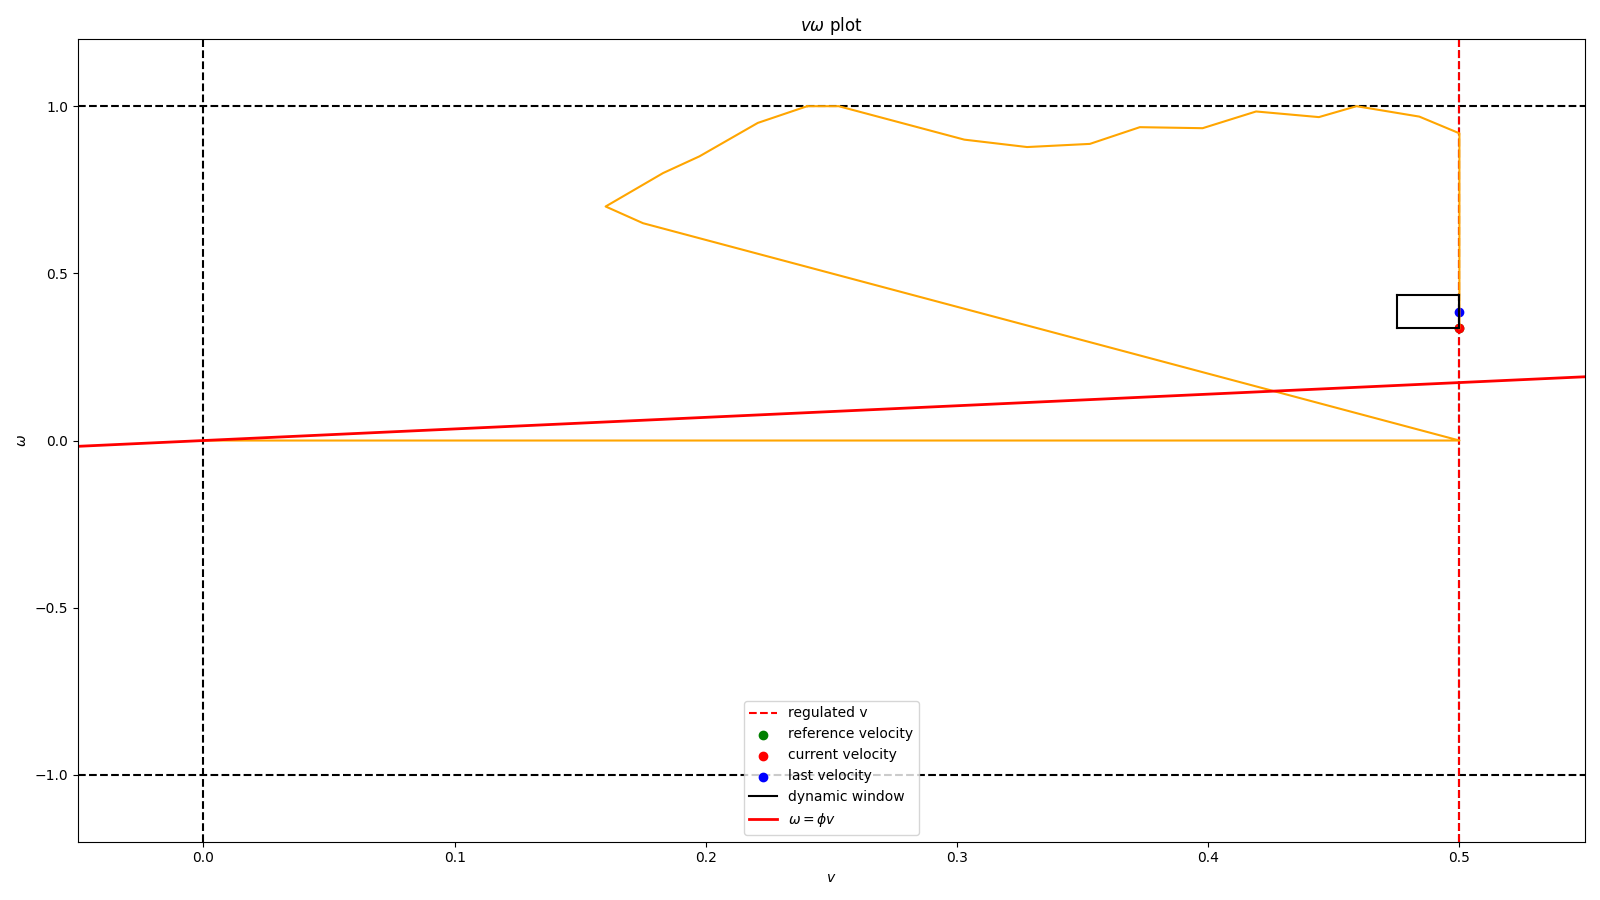 vω plot
1.0
0.5
0.0
−0.5
−1.0
ω
0.0 0.1 0.2 0.3 0.4 0.5
v
regulated v
reference velocity
current velocity
last velocity
dynamic window
ω = ϕv